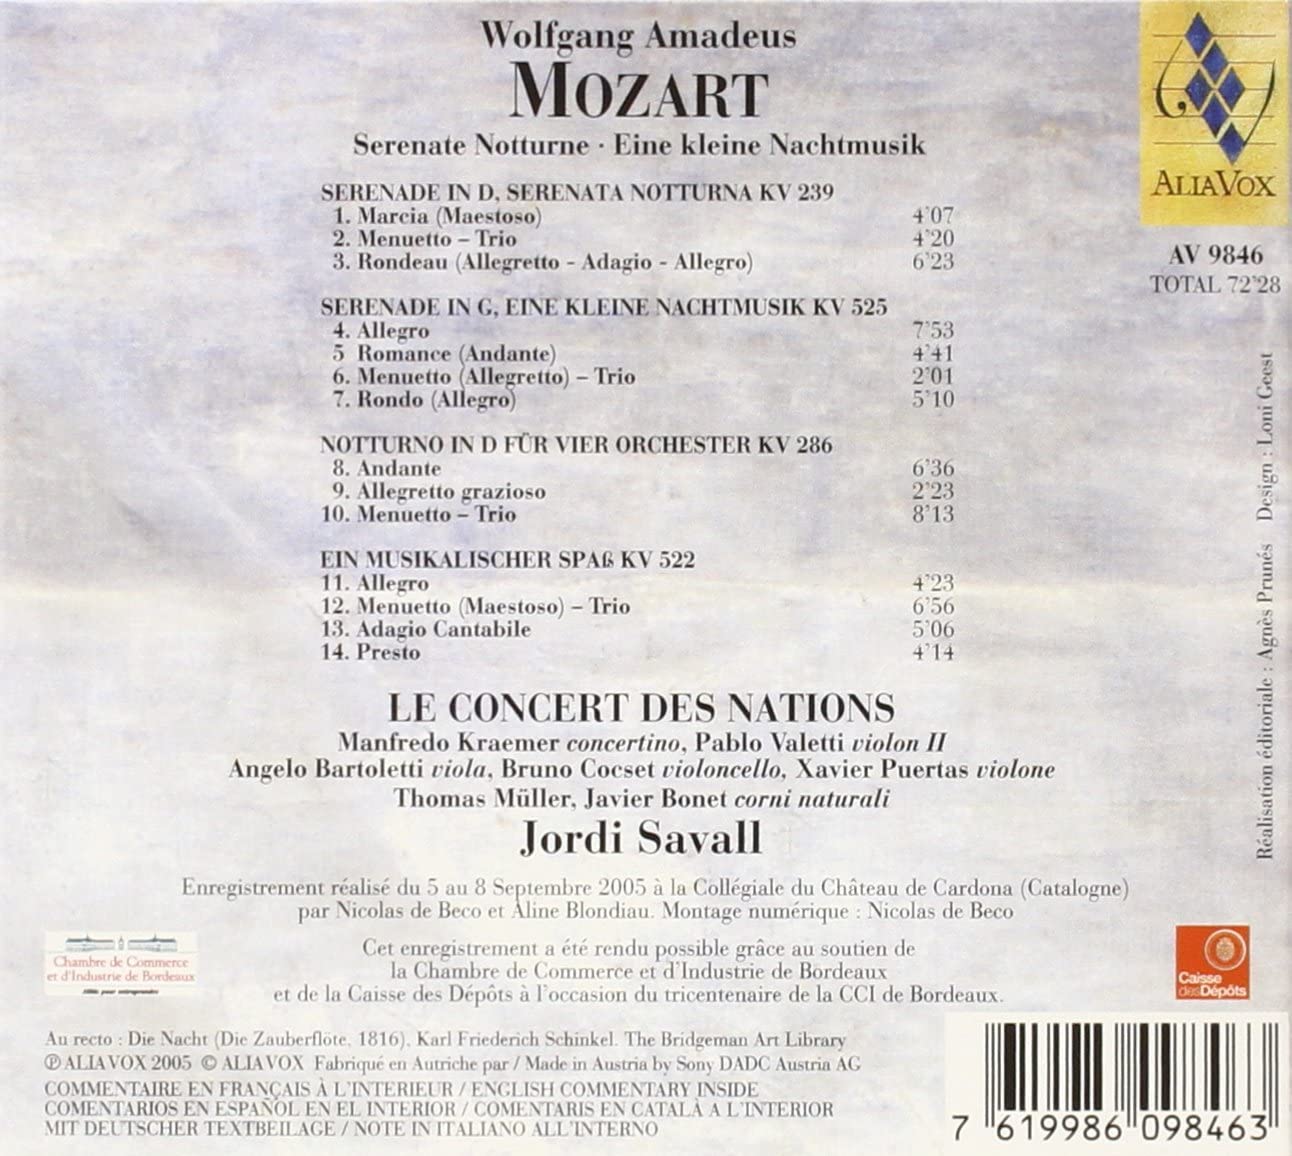 Wolfgang Amadeus
MOZART
Serenate Notturne · Eine kleine Nachtmusik
ALIAVOX
AV 9846
TOTAL 72'28
SERENADE IN D, SERENATA NOTTURNA KV 239
1. Marcia (Maestoso) 4'07
2. Menuetto – Trio 4'20
3. Rondeau (Allegretto - Adagio - Allegro) 6'23
SERENADE IN G, EINE KLEINE NACHTMUSIK KV 525
4. Allegro 7'53
5 Romance (Andante) 4'41
6. Menuetto (Allegretto) – Trio 2'01
7. Rondo (Allegro) 5'10
NOTTURNO IN D FÜR VIER ORCHESTER KV 286
8. Andante 6'36
9. Allegretto grazioso 2'23
10. Menuetto – Trio 8'13
EIN MUSIKALISCHER SPAß KV 522
11. Allegro 4'23
12. Menuetto (Maestoso) – Trio 6'56
13. Adagio Cantabile 5'06
14. Presto 4'14
LE CONCERT DES NATIONS
Manfredo Kraemer concertino, Pablo Valetti violon II
Angelo Bartoletti viola, Bruno Cocset violoncello, Xavier Puertas violone
Thomas Müller, Javier Bonet corni naturali
Jordi Savall
Enregistrement réalisé du 5 au 8 Septembre 2005 à la Collégiale du Château de Cardona (Catalogne)
par Nicolas de Beco et Aline Blondiau. Montage numérique : Nicolas de Beco
Cet enregistrement a été rendu possible grâce au soutien de
la Chambre de Commerce et d'Industrie de Bordeaux
et de la Caisse des Dépôts à l'occasion du tricentenaire de la CCI de Bordeaux.
Chambre de Commerce
et d'Industrie de Bordeaux
Alliés pour entreprendre
Caisse
des Dépôts
Réalisation éditoriale : Agnès Prunés Design : Loni Geest
Au recto : Die Nacht (Die Zauberflöte, 1816), Karl Friederich Schinkel. The Bridgeman Art Library
℗ ALIAVOX 2005 © ALIAVOX Fabriqué en Autriche par / Made in Austria by Sony DADC Austria AG
COMMENTAIRE EN FRANÇAIS À L'INTERIEUR / ENGLISH COMMENTARY INSIDE
COMENTARIOS EN ESPAÑOL EN EL INTERIOR / COMENTARIS EN CATALÀ A L'INTERIOR
MIT DEUTSCHER TEXTBEILAGE / NOTE IN ITALIANO ALL'INTERNO
7 619986 098463